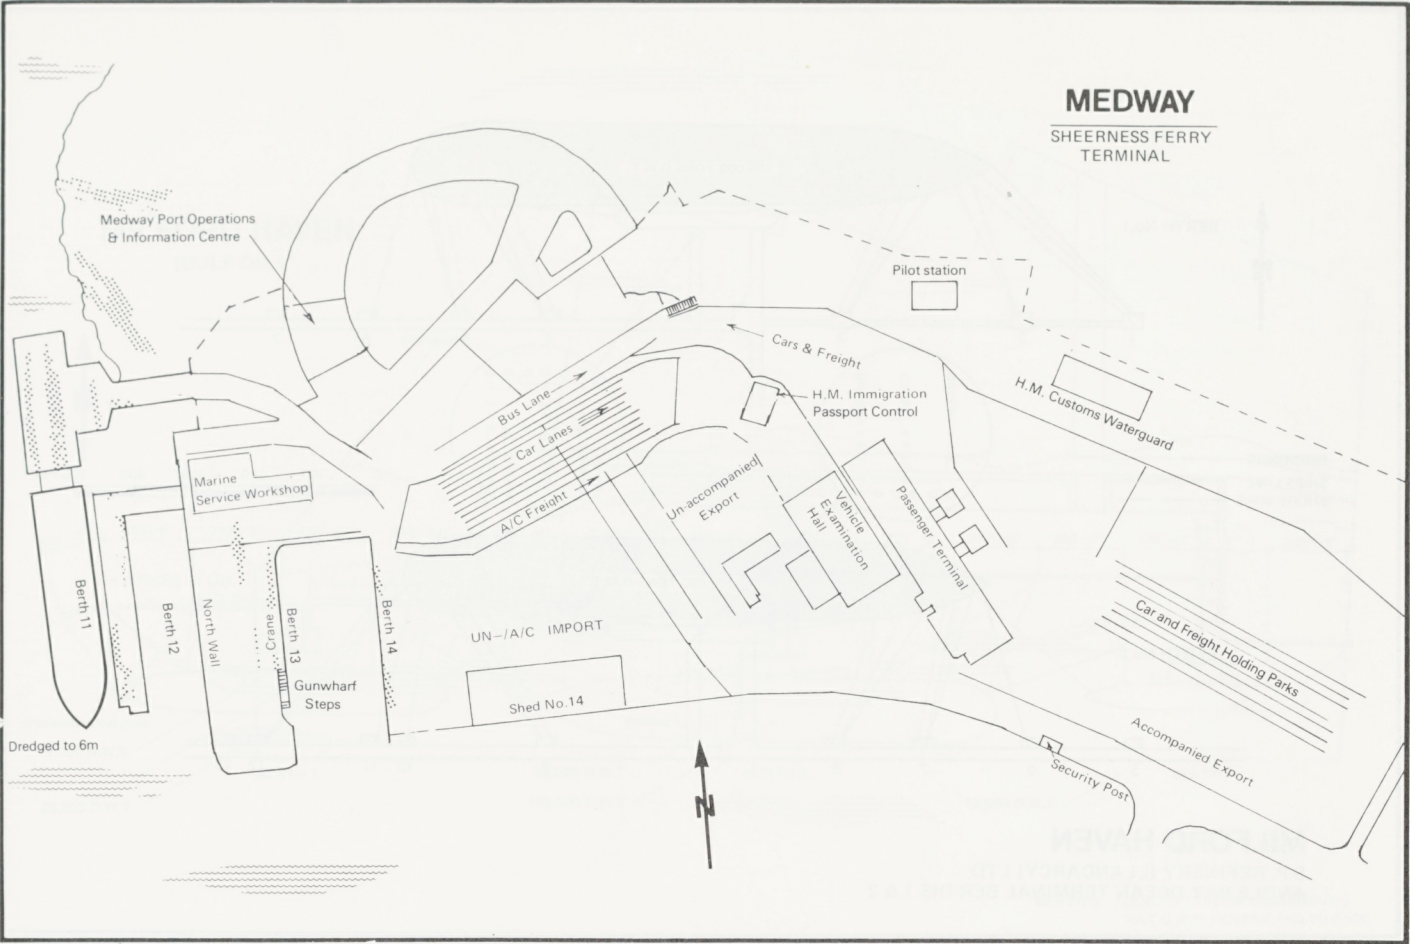 MEDWAY
SHEERNESS FERRY
TERMINAL
Medway Port Operations
& Information Centre
Pilot station
Cars & Freight
H.M. Immigration
Passport Control
H.M. Customs Waterguard
Bus Lane
Car Lanes
A/C Freight
Un-accompanied
Export
Vehicle
Examination
Hall
Passenger Terminal
Marine
Service Workshop
Berth 11
Berth 12
North Wall
Crane
Berth 13
Berth 14
Gunwharf
Steps
UN-/A/C IMPORT
Shed No.14
Car and Freight Holding Parks
Accompanied Export
Security Post
Dredged to 6m
N
MILFORD HAVEN